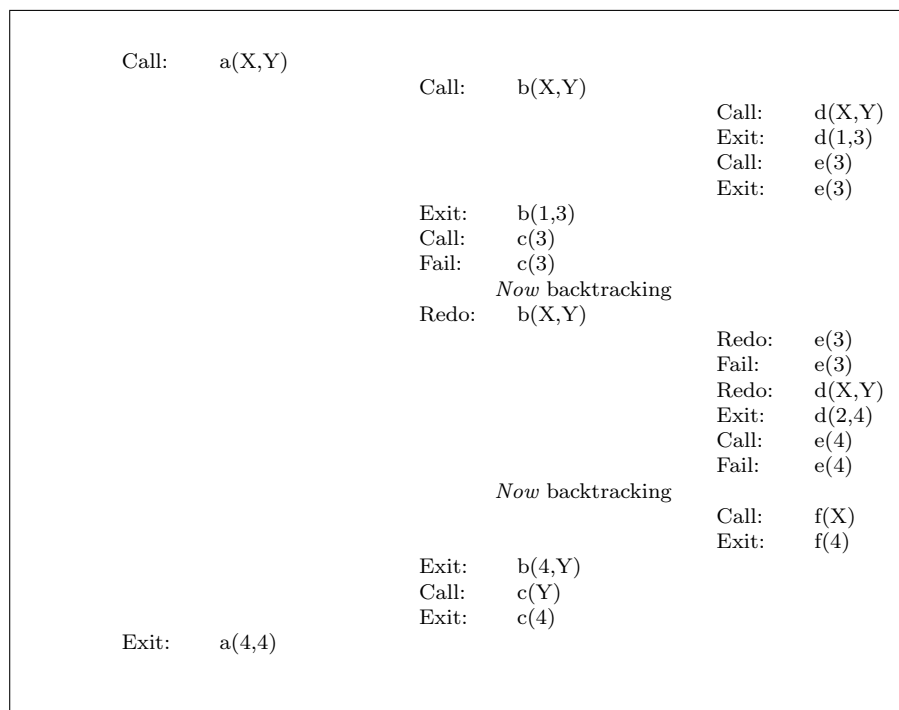 Call: a(X,Y)
Call: b(X,Y)
Call: d(X,Y)
Exit: d(1,3)
Call: e(3)
Exit: e(3)
Exit: b(1,3)
Call: c(3)
Fail: c(3)
Now backtracking
Redo: b(X,Y)
Redo: e(3)
Fail: e(3)
Redo: d(X,Y)
Exit: d(2,4)
Call: e(4)
Fail: e(4)
Now backtracking
Call: f(X)
Exit: f(4)
Exit: b(4,Y)
Call: c(Y)
Exit: c(4)
Exit: a(4,4)